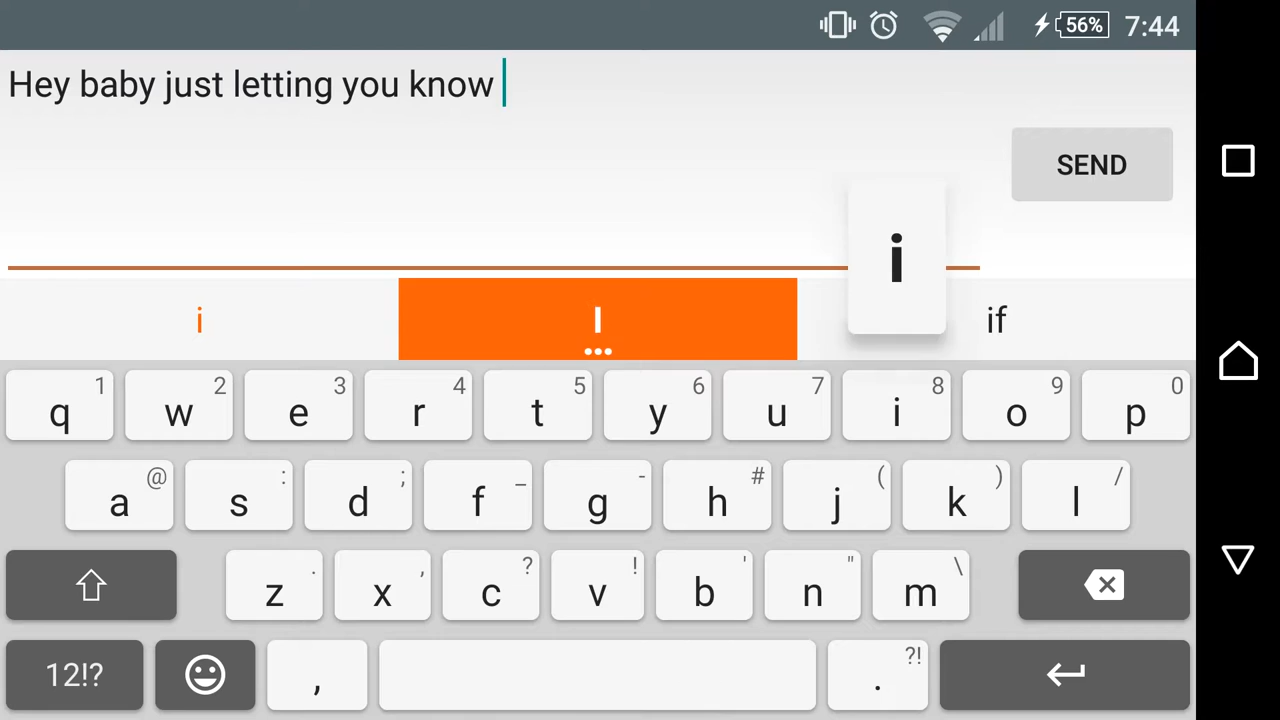 56% 7:44
Hey baby just letting you know
SEND
i
i I if
1 2 3 4 5 6 7 8 9 0
q w e r t y u i o p
@ : ; _ - # ( ) /
a s d f g h j k l
. , ? ! ' " \
z x c v b n m
?!
12!? , .